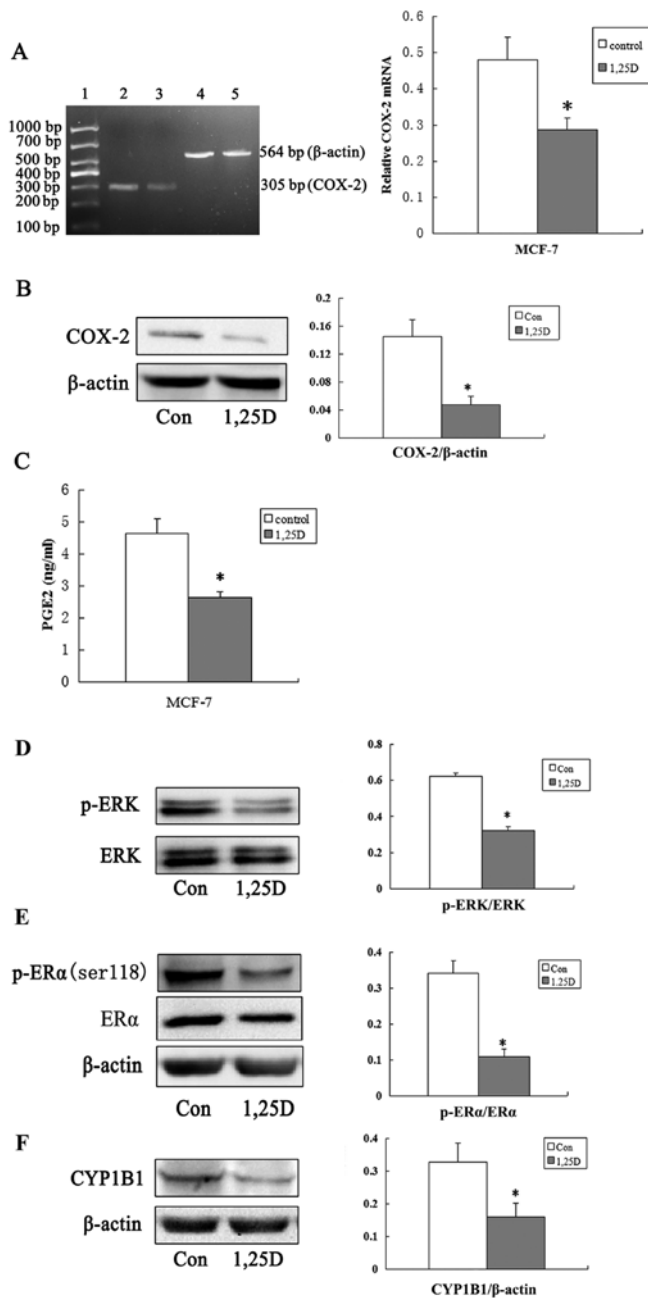 A
1 2 3 4 5
1000 bp
700 bp
500 bp
400 bp
300 bp
200 bp
100 bp
564 bp (β-actin)
305 bp (COX-2)
Relative COX-2 mRNA
0.6
0.5
0.4
0.3
0.2
0.1
0
control
1,25D
*
MCF-7
B
COX-2
β-actin
Con 1,25D
0.2
0.16
0.12
0.08
0.04
0
Con
1,25D
*
COX-2/β-actin
C
PGE2 (ng/ml)
6
5
4
3
2
1
0
control
1,25D
*
MCF-7
D
p-ERK
ERK
Con 1,25D
0.8
0.6
0.4
0.2
0
Con
1,25D
*
p-ERK/ERK
E
p-ERα(ser118)
ERα
β-actin
Con 1,25D
0.4
0.3
0.2
0.1
0
Con
1.25D
*
p-ERα/ERα
F
CYP1B1
β-actin
Con 1,25D
0.4
0.3
0.2
0.1
0
Con
1,25D
*
CYP1B1/β-actin